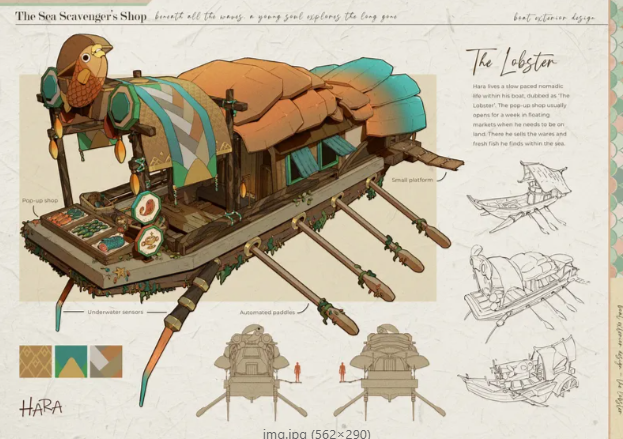 The Sea Scavenger's Shop
beneath all the waves, a young soul explores the long gone
boat exterior design
The Lobster
Hara lives a slow paced nomadic
life within his boat, dubbed as 'The
Lobster'. The pop-up shop usually
opens for a week in floating
markets when he needs to be on
land. There he sells the wares and
fresh fish he finds within the sea.
Small platform
Pop-up shop
Underwater sensors
Automated paddles
HARA
img.jpg (562×290)